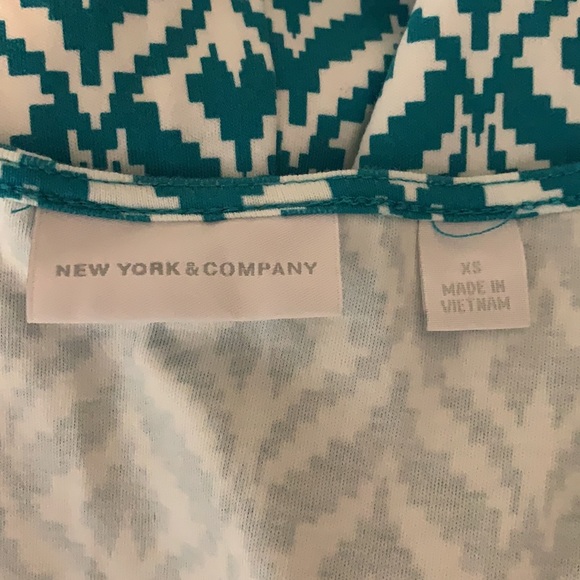 NEW YORK & COMPANY
XS
MADE IN
VIETNAM